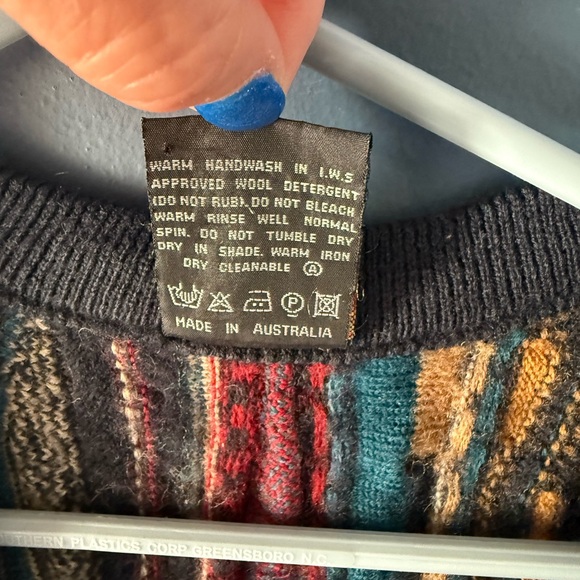 WARM HANDWASH IN I.W.S
APPROVED WOOL DETERGENT
(DO NOT RUB). DO NOT BLEACH
WARM RINSE WELL NORMAL
SPIN. DO NOT TUMBLE DRY
DRY IN SHADE. WARM IRON
DRY CLEANABLE Ⓐ
P
MADE IN AUSTRALIA
PLASTICS CORP GREENSBORO N.C.